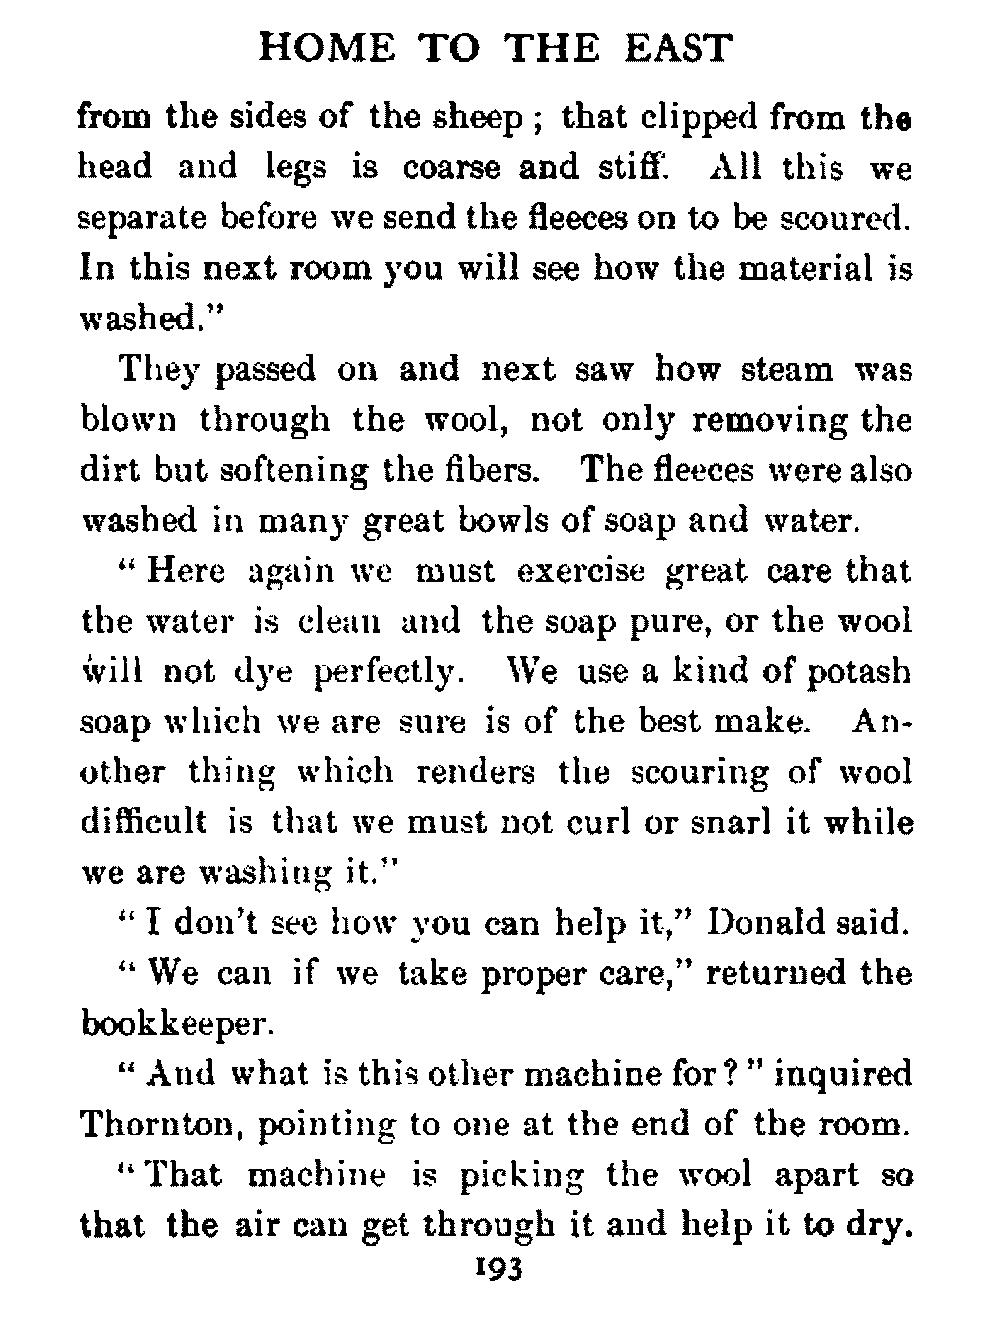 HOME TO THE EAST
from the sides of the sheep; that clipped from the
head and legs is coarse and stiff. All this we
separate before we send the fleeces on to be scoured.
In this next room you will see how the material is
washed."
They passed on and next saw how steam was
blown through the wool, not only removing the
dirt but softening the fibers. The fleeces were also
washed in many great bowls of soap and water.
"Here again we must exercise great care that
the water is clean and the soap pure, or the wool
will not dye perfectly. We use a kind of potash
soap which we are sure is of the best make. An-
other thing which renders the scouring of wool
difficult is that we must not curl or snarl it while
we are washing it."
"I don't see how you can help it," Donald said.
"We can if we take proper care," returned the
bookkeeper.
"And what is this other machine for?" inquired
Thornton, pointing to one at the end of the room.
"That machine is picking the wool apart so
that the air can get through it and help it to dry.
193